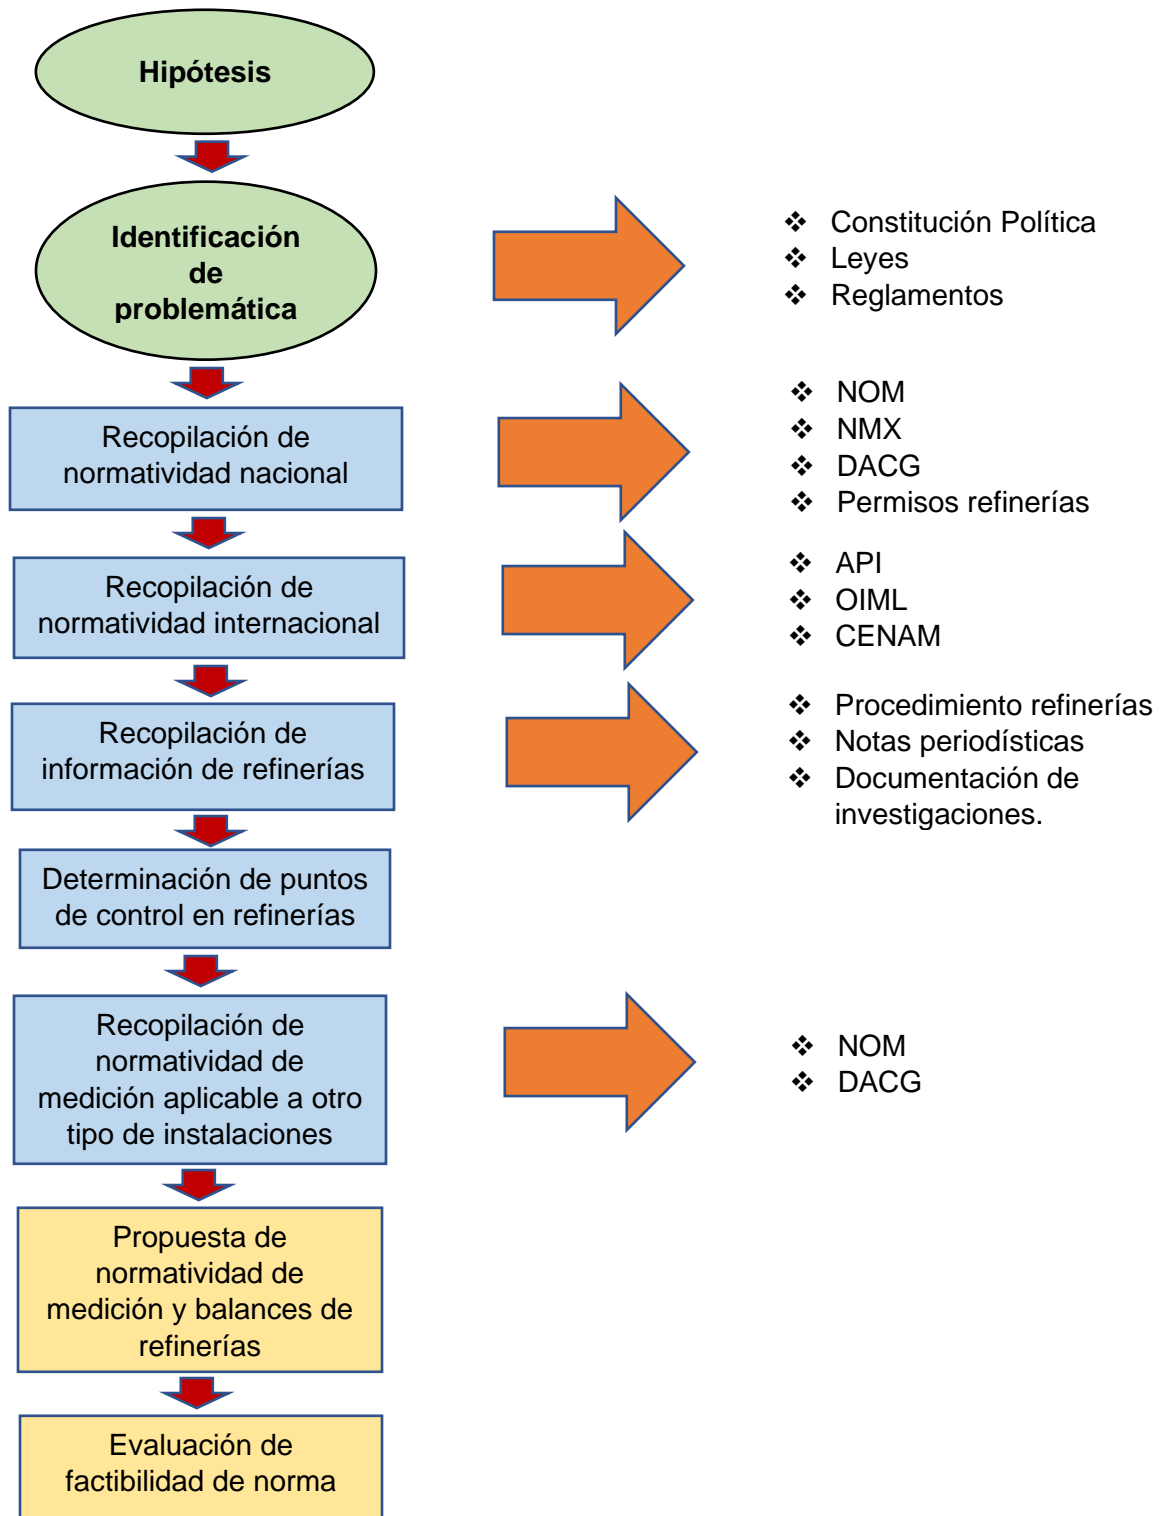 Hipótesis
Identificación
de
problemática
❖ Constitución Política
❖ Leyes
❖ Reglamentos
Recopilación de
normatividad nacional
❖ NOM
❖ NMX
❖ DACG
❖ Permisos refinerías
Recopilación de
normatividad internacional
❖ API
❖ OIML
❖ CENAM
Recopilación de
información de refinerías
❖ Procedimiento refinerías
❖ Notas periodísticas
❖ Documentación de
investigaciones.
Determinación de puntos
de control en refinerías
Recopilación de
normatividad de
medición aplicable a otro
tipo de instalaciones
❖ NOM
❖ DACG
Propuesta de
normatividad de
medición y balances de
refinerías
Evaluación de
factibilidad de norma